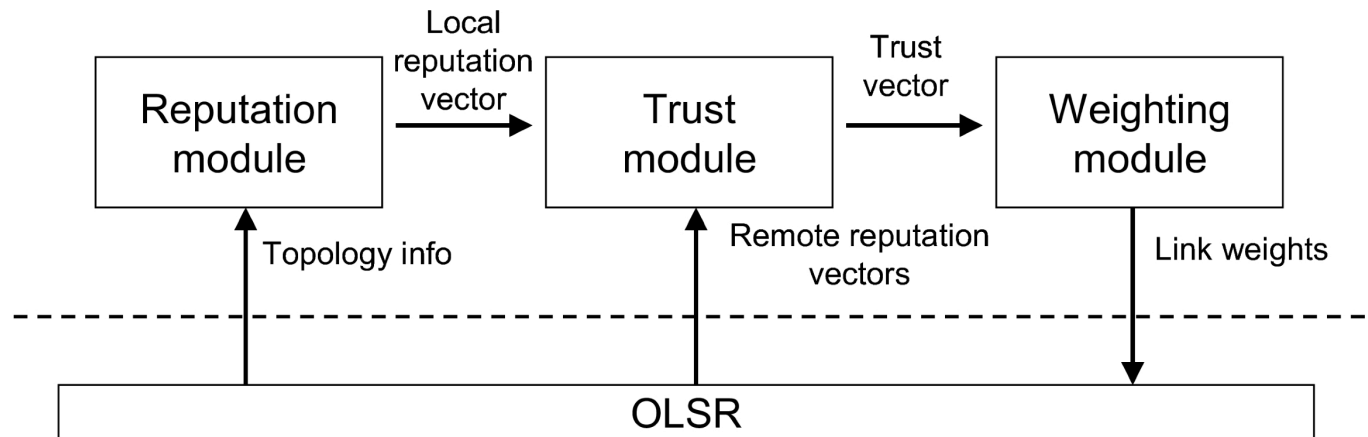 Local
reputation
vector
Trust
vector
Reputation
module
Trust
module
Weighting
module
Topology info
Remote reputation
vectors
Link weights
OLSR